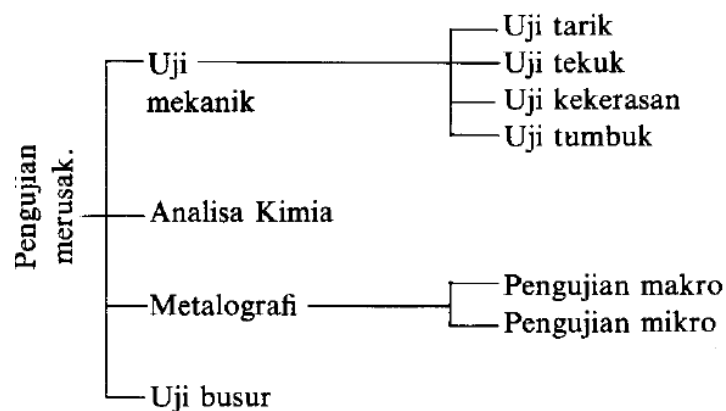 Pengujian
merusak.
Uji
mekanik
Uji tarik
Uji tekuk
Uji kekerasan
Uji tumbuk
Analisa Kimia
Metalografi
Pengujian makro
Pengujian mikro
Uji busur